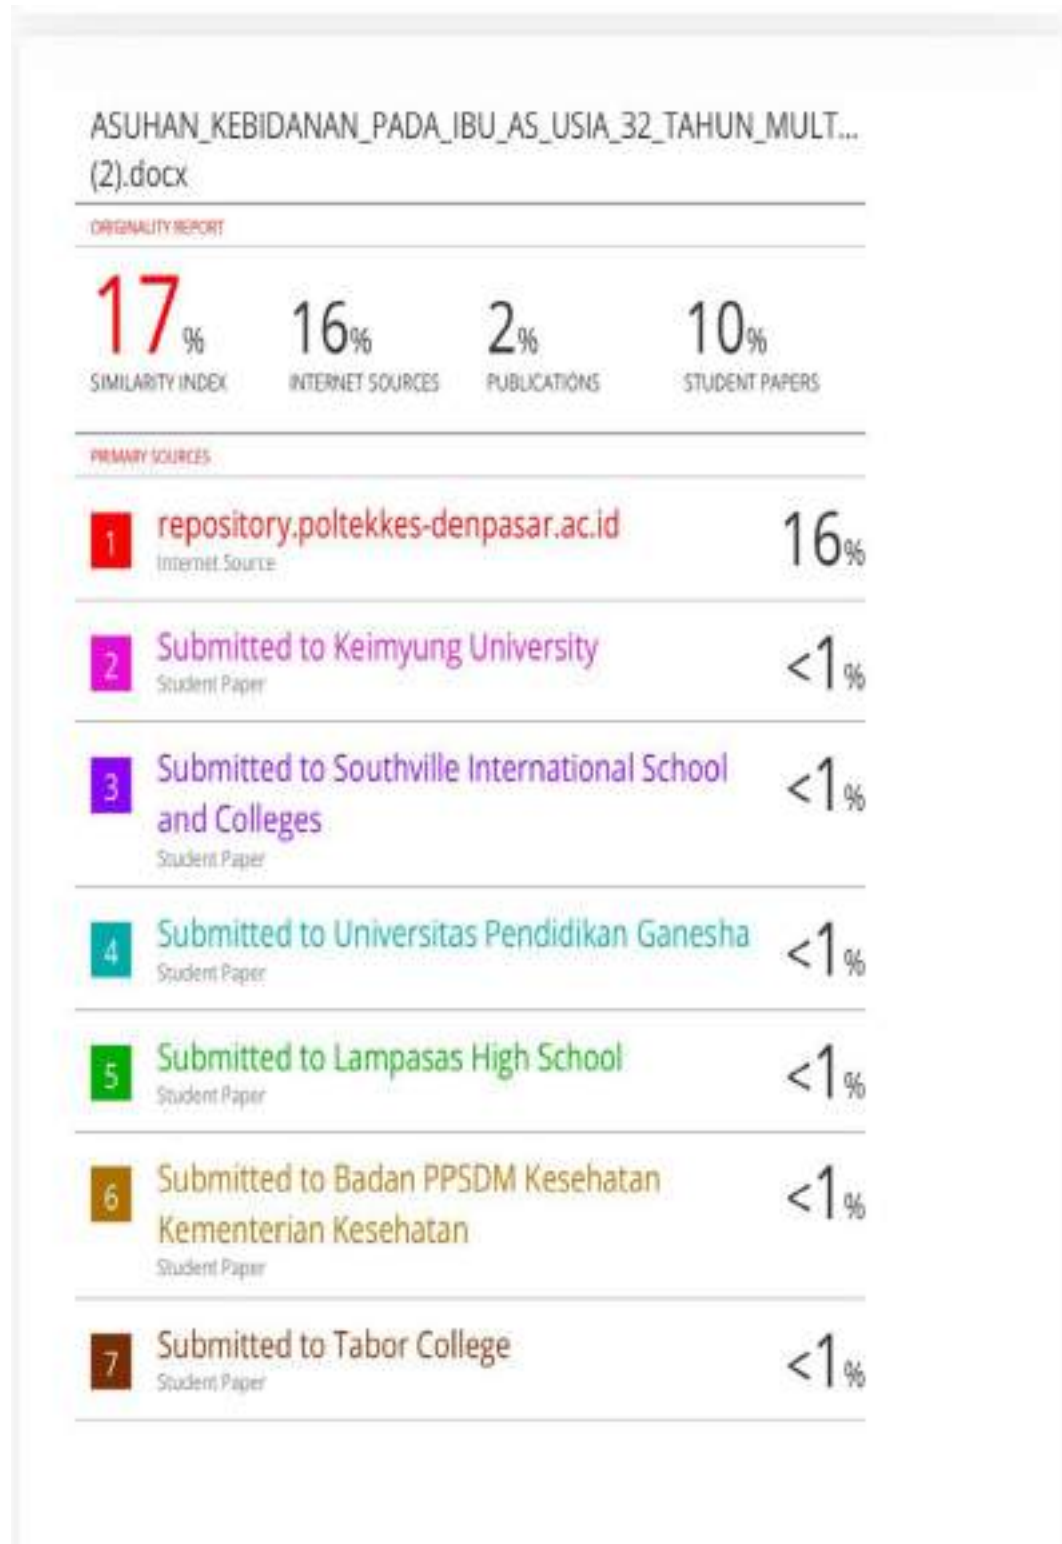 ASUHAN_KEBIDANAN_PADA_IBU_AS_USIA_32_TAHUN_MULT...
(2).docx
ORIGINALITY REPORT
17% 16% 2% 10%
SIMILARITY INDEX INTERNET SOURCES PUBLICATIONS STUDENT PAPERS
PRIMARY SOURCES
1 repository.poltekkes-denpasar.ac.id 16%
Internet Source
2 Submitted to Keimyung University <1%
Student Paper
3 Submitted to Southville International School <1%
and Colleges
Student Paper
4 Submitted to Universitas Pendidikan Ganesha <1%
Student Paper
5 Submitted to Lampasas High School <1%
Student Paper
6 Submitted to Badan PPSDM Kesehatan <1%
Kementerian Kesehatan
Student Paper
7 Submitted to Tabor College <1%
Student Paper